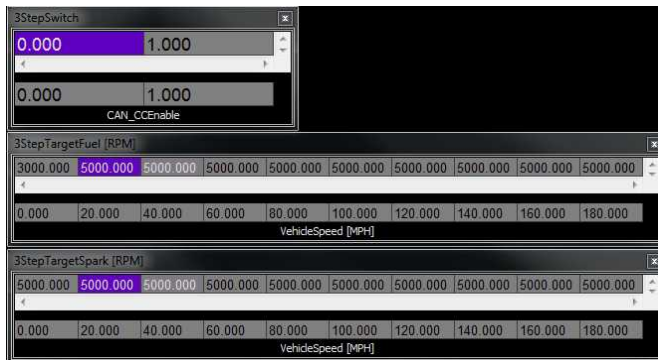 3StepSwitch
0.000 1.000
0.000 1.000
CAN_CCEnable
3StepTargetFuel [RPM]
3000.000 5000.000 5000.000 5000.000 5000.000 5000.000 5000.000 5000.000 5000.000 5000.000
0.000 20.000 40.000 60.000 80.000 100.000 120.000 140.000 160.000 180.000
VehicleSpeed [MPH]
3StepTargetSpark [RPM]
5000.000 5000.000 5000.000 5000.000 5000.000 5000.000 5000.000 5000.000 5000.000 5000.000
0.000 20.000 40.000 60.000 80.000 100.000 120.000 140.000 160.000 180.000
VehicleSpeed [MPH]